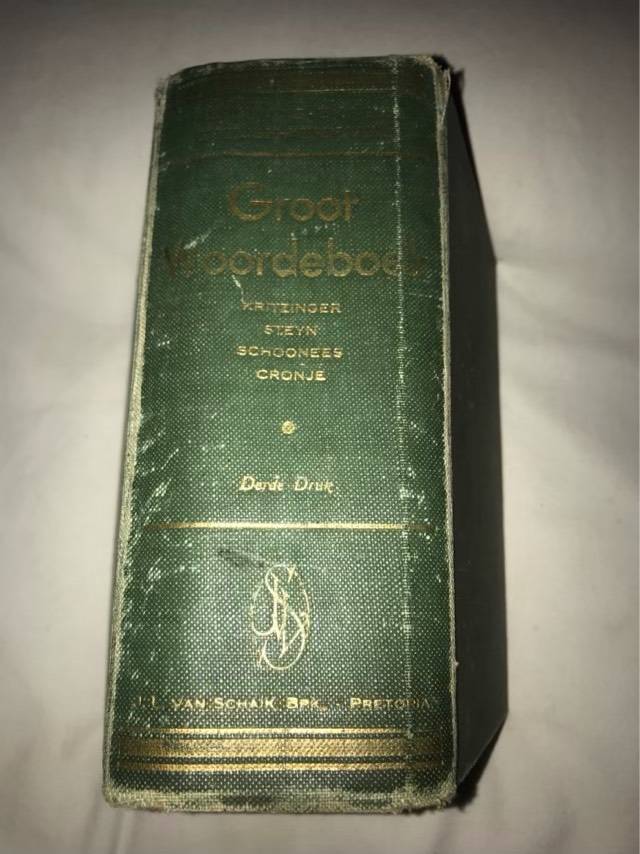 Groot
Woordeboek
KRITZINGER
STEYN
SCHOONEES
CRONJE
Derde Druk
J.L. VAN SCHAIK BPK. - PRETORIA